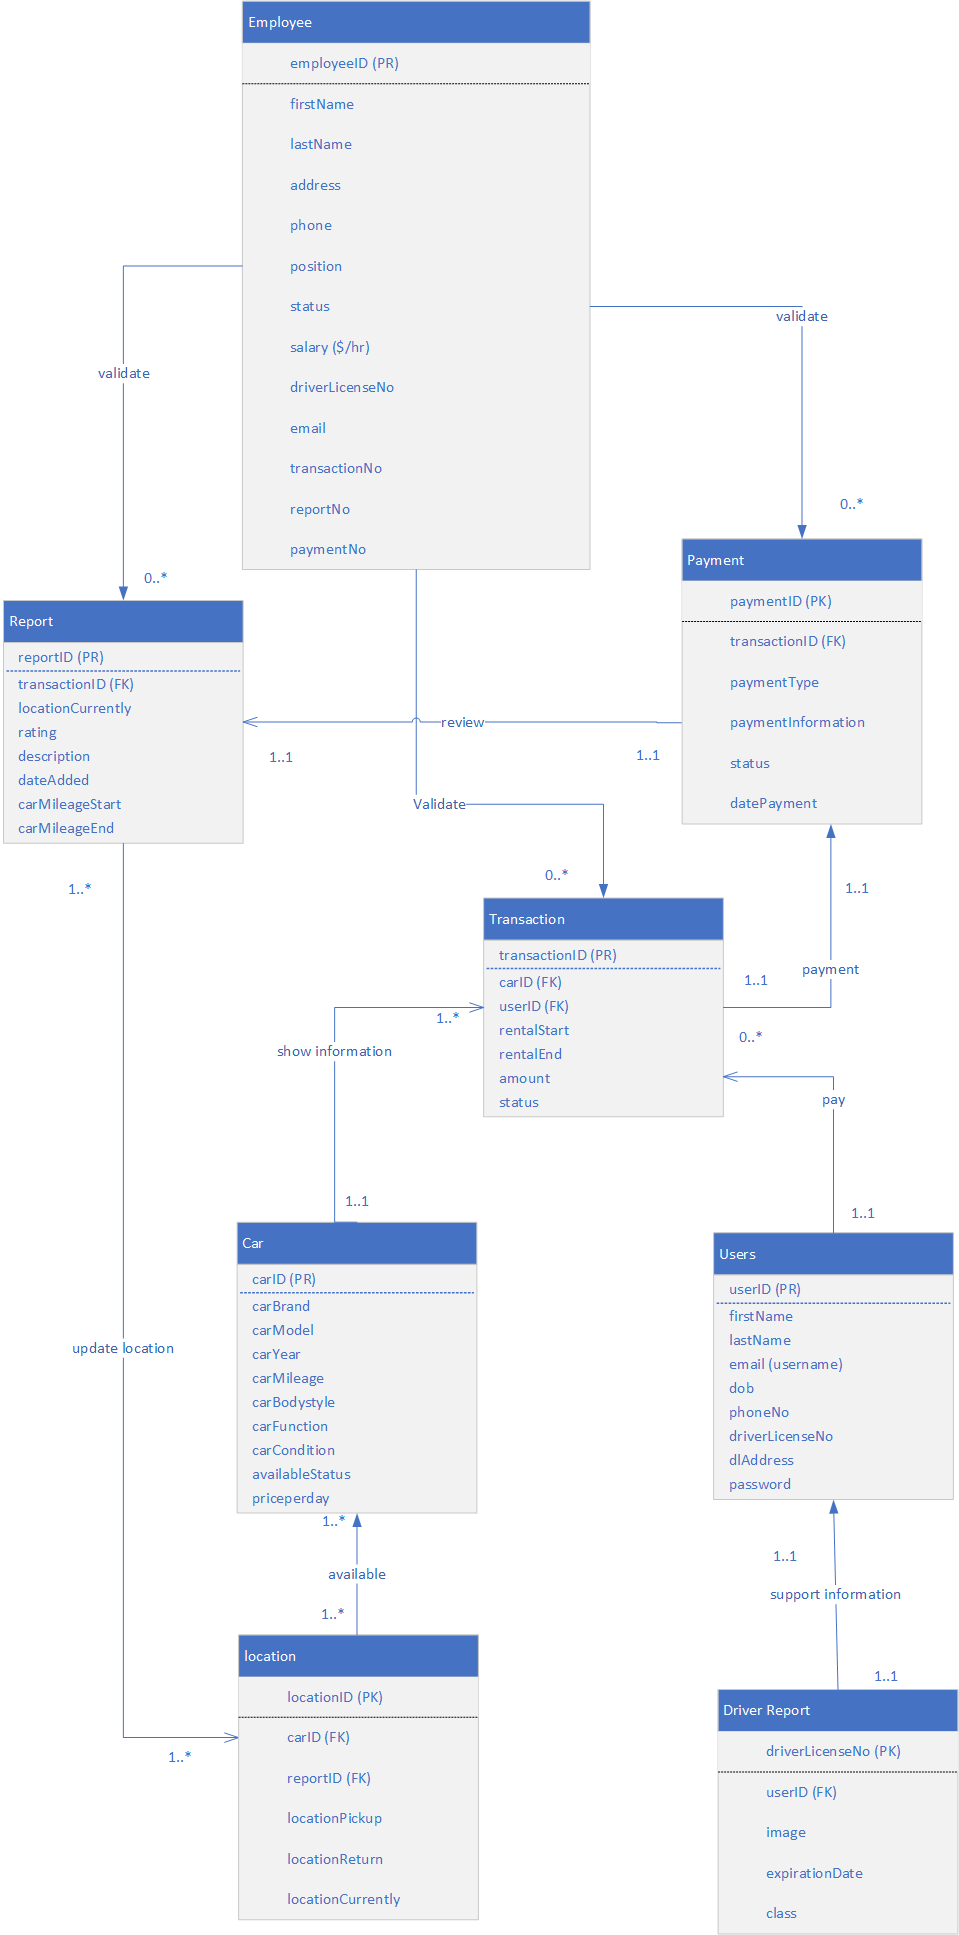 Employee
employeeID (PR)
firstName
lastName
address
phone
position
status
salary ($/hr)
driverLicenseNo
email
transactionNo
reportNo
paymentNo
validate
validate
0..*
0..*
Payment
paymentID (PK)
transactionID (FK)
paymentType
paymentInformation
status
datePayment
Report
reportID (PR)
transactionID (FK)
locationCurrently
rating
description
dateAdded
carMileageStart
carMileageEnd
review
1..1
1..1
Validate
0..*
1..*
1..1
payment
1..1
0..*
Transaction
transactionID (PR)
carID (FK)
userID (FK)
rentalStart
rentalEnd
amount
status
1..*
show information
1..1
pay
1..1
Car
carID (PR)
carBrand
carModel
carYear
carMileage
carBodystyle
carFunction
carCondition
availableStatus
priceperday
Users
userID (PR)
firstName
lastName
email (username)
dob
phoneNo
driverLicenseNo
dlAddress
password
update location
1..*
available
1..*
1..1
support information
1..1
location
locationID (PK)
carID (FK)
reportID (FK)
locationPickup
locationReturn
locationCurrently
1..*
Driver Report
driverLicenseNo (PK)
userID (FK)
image
expirationDate
class